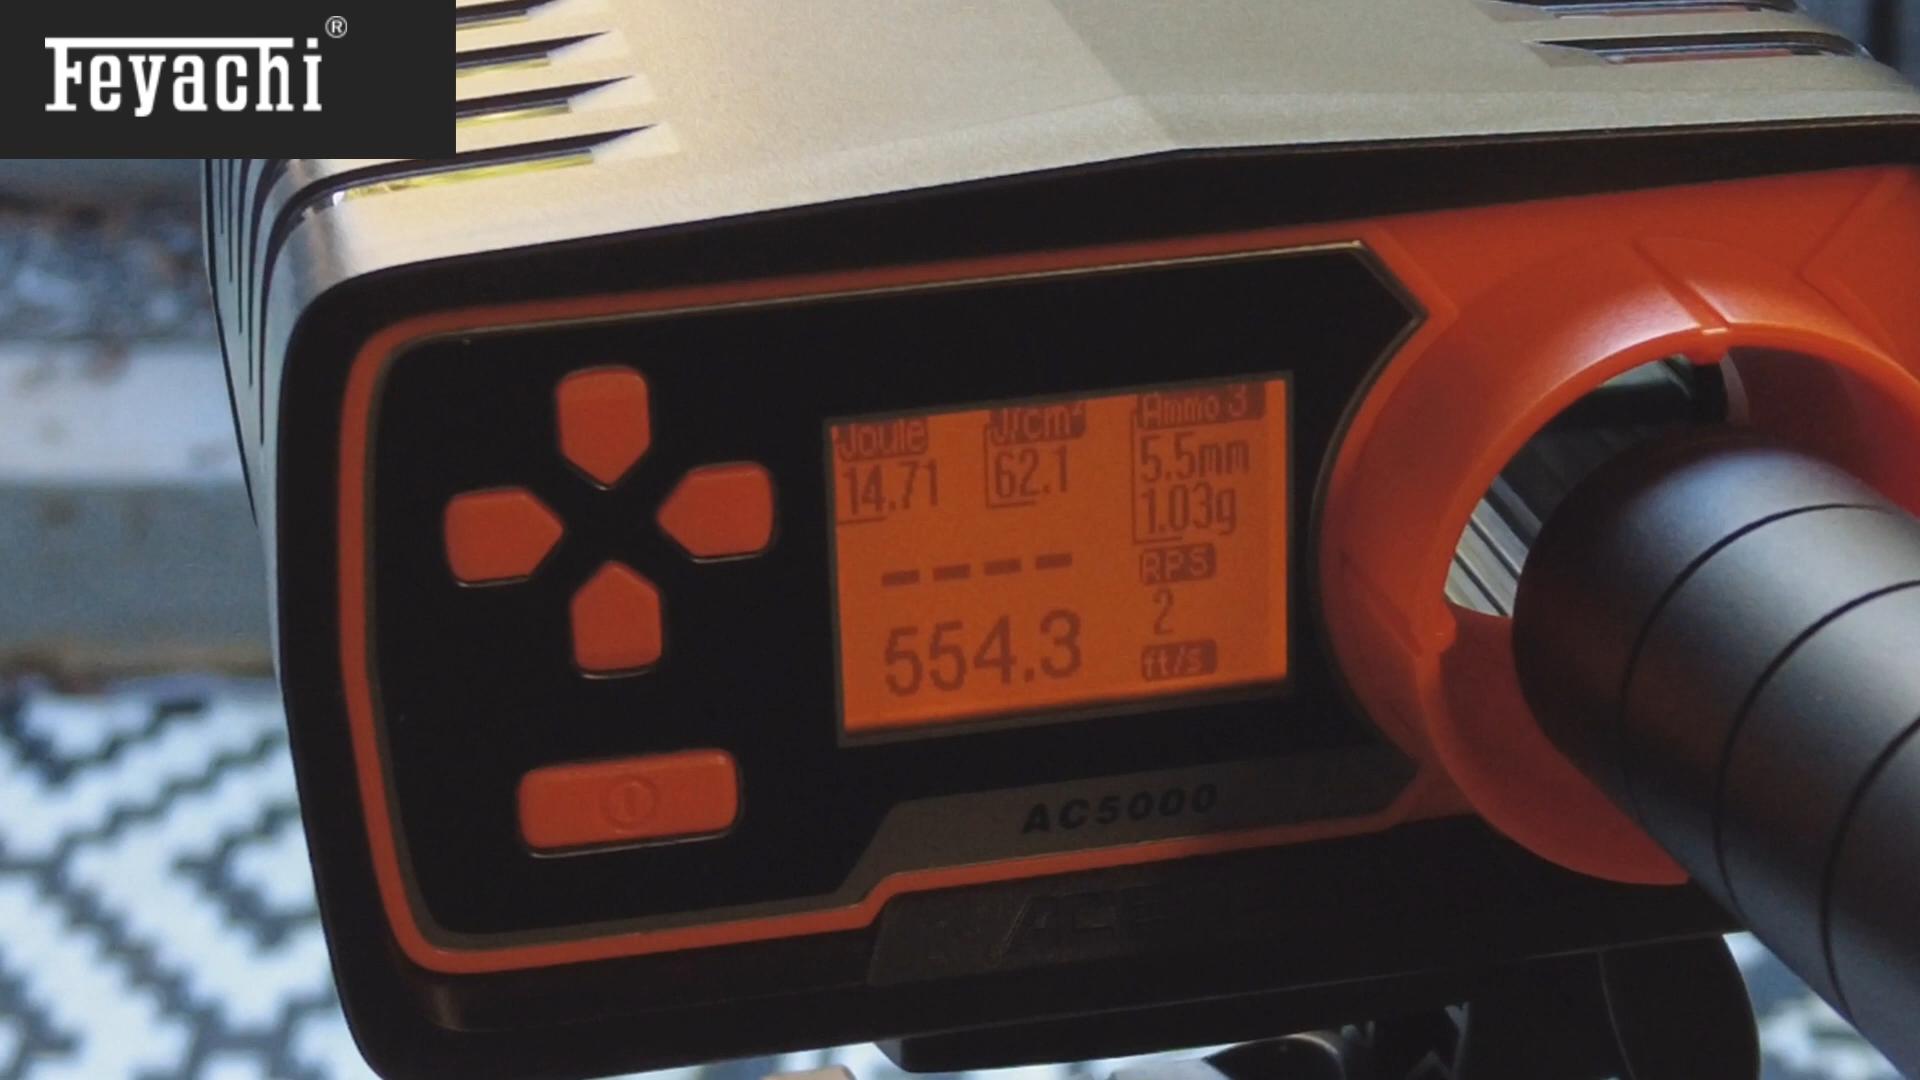 Feyachi®
Joule
14.71
J/cm²
62.1
Ammo 3
5.5mm
1.03g
----
554.3
RPS
2
ft/s
AC5000